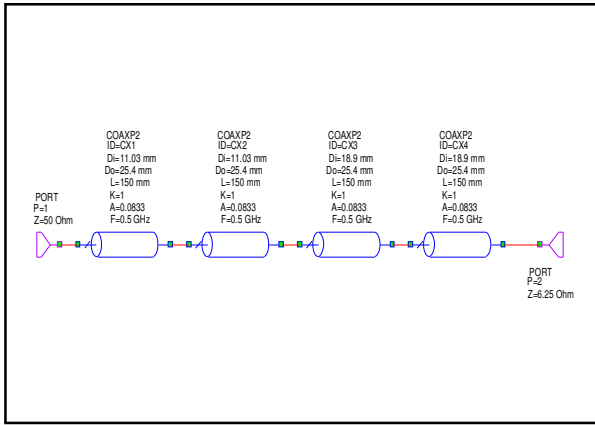 COAXP2
ID=CX1
Di=11.03 mm
Do=25.4 mm
L=150 mm
K=1
A=0.0833
F=0.5 GHz
COAXP2
ID=CX2
Di=11.03 mm
Do=25.4 mm
L=150 mm
K=1
A=0.0833
F=0.5 GHz
COAXP2
ID=CX3
Di=18.9 mm
Do=25.4 mm
L=150 mm
K=1
A=0.0833
F=0.5 GHz
COAXP2
ID=CX4
Di=18.9 mm
Do=25.4 mm
L=150 mm
K=1
A=0.0833
F=0.5 GHz
PORT
P=1
Z=50 Ohm
PORT
P=2
Z=6.25 Ohm